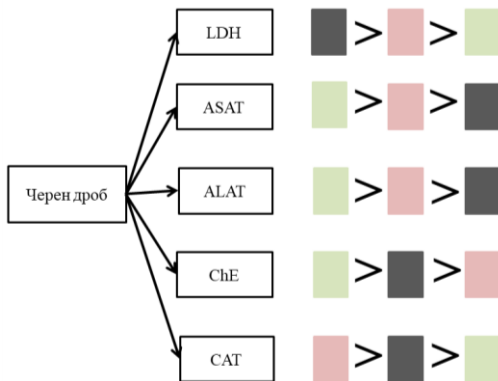 LDH > >
ASAT > >
Черен дроб
ALAT > >
ChE > >
CAT > >